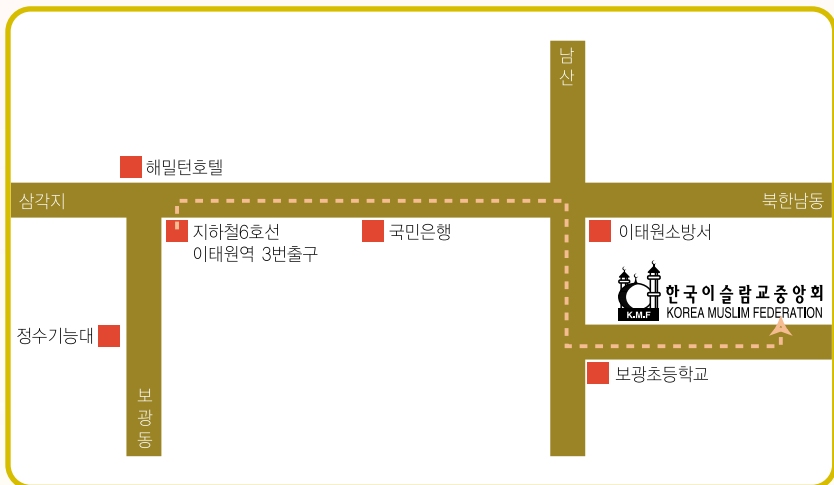 남산
해밀턴호텔
삼각지
북한남동
지하철6호선
이태원역 3번출구
국민은행
이태원소방서
한국이슬람교중앙회
K.M.F
KOREA MUSLIM FEDERATION
정수기능대
보광초등학교
보광동